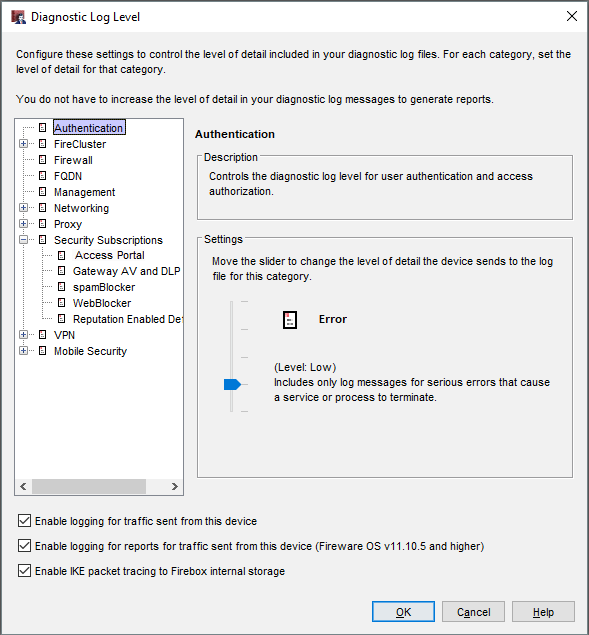 Diagnostic Log Level
Configure these settings to control the level of detail included in your diagnostic log files. For each category, set the
level of detail for that category.
You do not have to increase the level of detail in your diagnostic log messages to generate reports.
Authentication
FireCluster
Firewall
FQDN
Management
Networking
Proxy
Security Subscriptions
Access Portal
Gateway AV and DLP
spamBlocker
WebBlocker
Reputation Enabled Def
VPN
Mobile Security
Authentication
Description
Controls the diagnostic log level for user authentication and access
authorization.
Settings
Move the slider to change the level of detail the device sends to the log
file for this category.
Error
(Level: Low)
Includes only log messages for serious errors that cause
a service or process to terminate.
Enable logging for traffic sent from this device
Enable logging for reports for traffic sent from this device (Fireware OS v11.10.5 and higher)
Enable IKE packet tracing to Firebox internal storage
OK
Cancel
Help